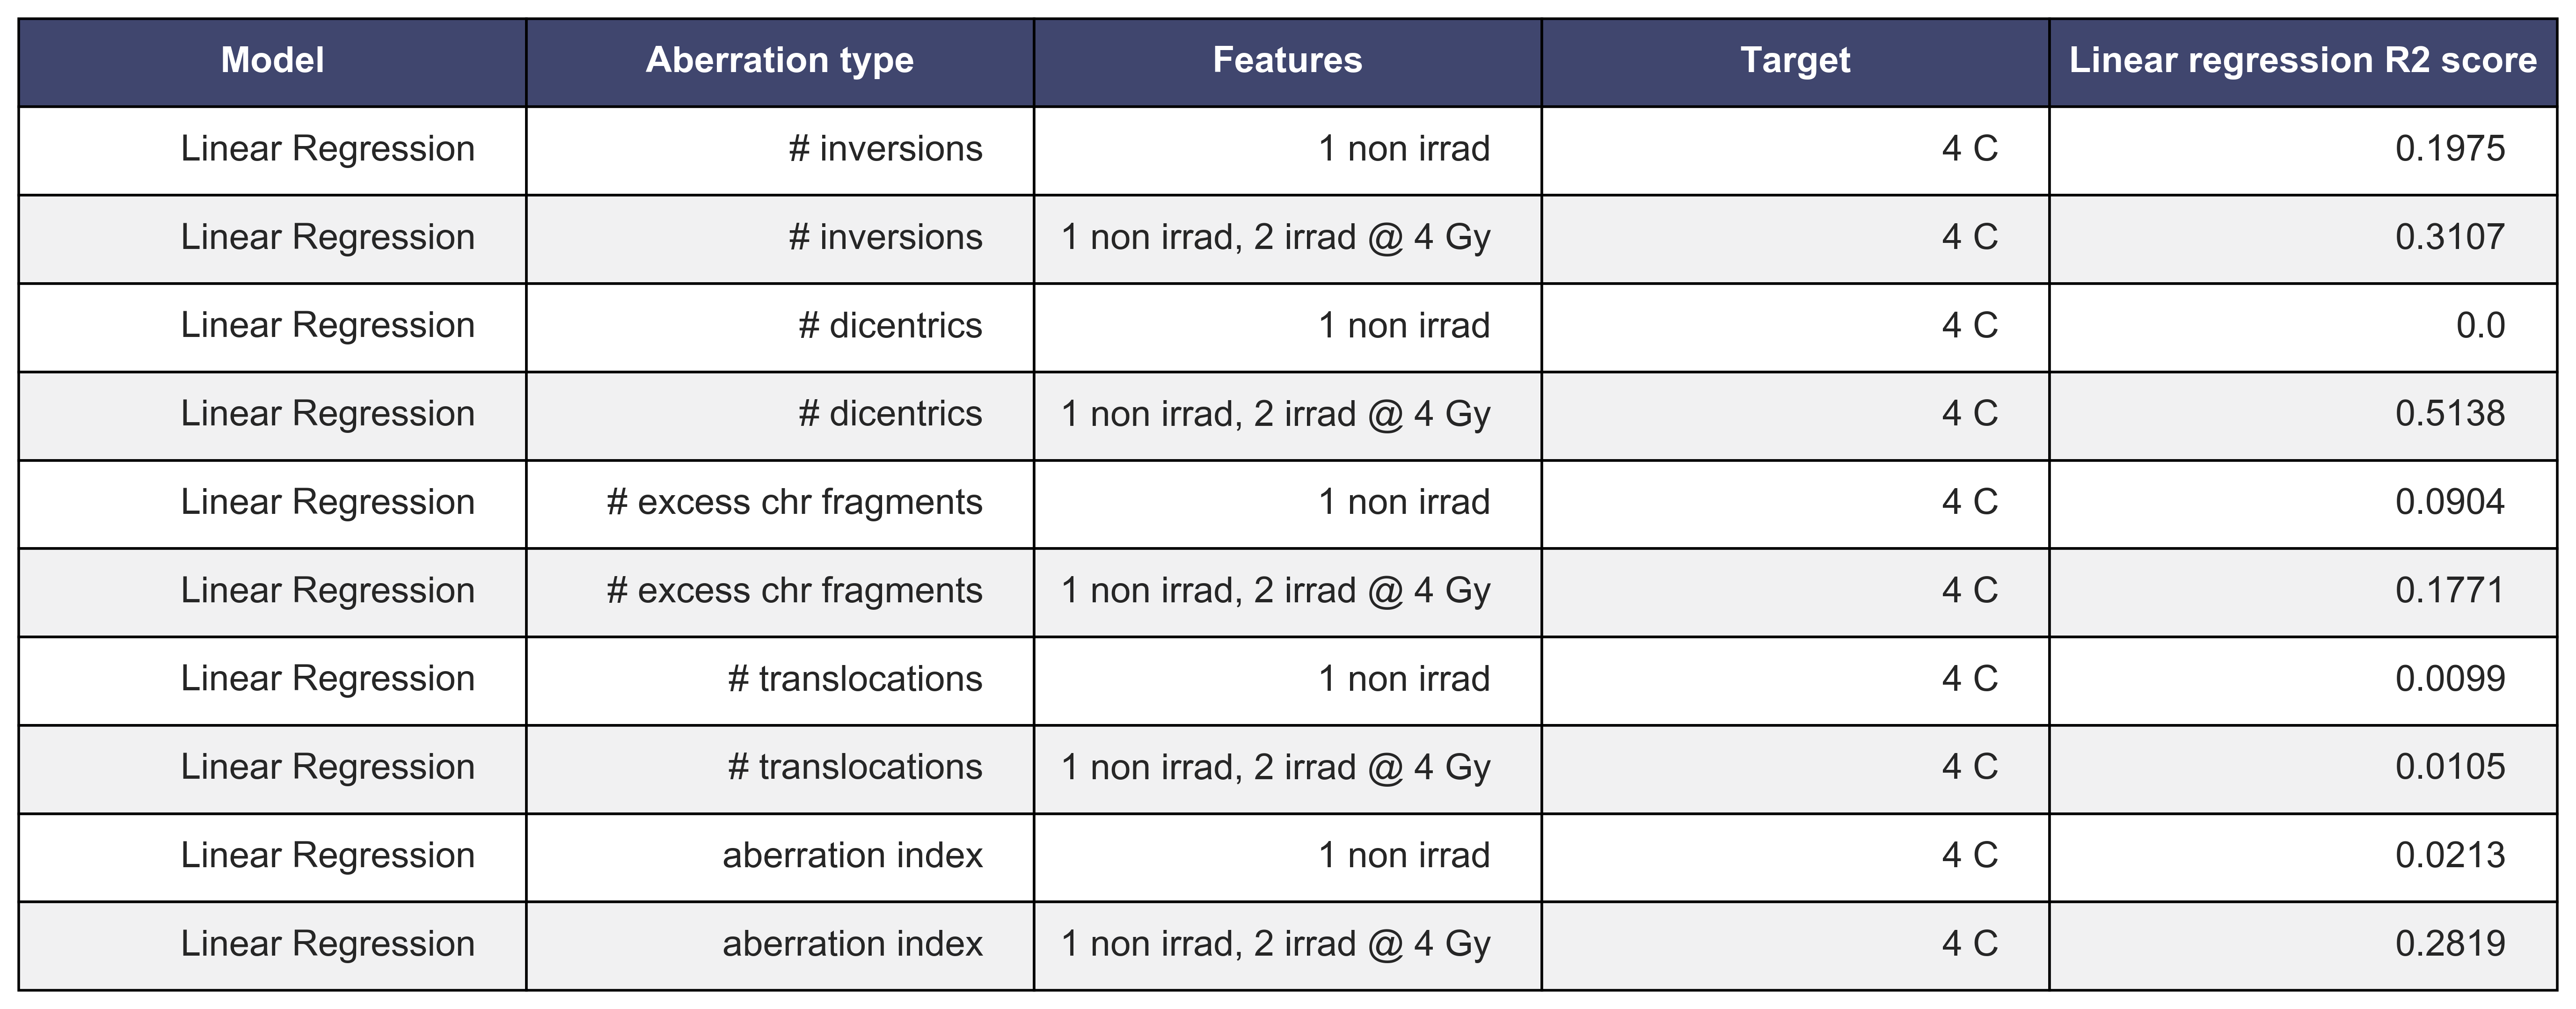 Model Aberration type Features Target Linear regression R2 score
Linear Regression # inversions 1 non irrad 4 C 0.1975
Linear Regression # inversions 1 non irrad, 2 irrad @ 4 Gy 4 C 0.3107
Linear Regression # dicentrics 1 non irrad 4 C 0.0
Linear Regression # dicentrics 1 non irrad, 2 irrad @ 4 Gy 4 C 0.5138
Linear Regression # excess chr fragments 1 non irrad 4 C 0.0904
Linear Regression # excess chr fragments 1 non irrad, 2 irrad @ 4 Gy 4 C 0.1771
Linear Regression # translocations 1 non irrad 4 C 0.0099
Linear Regression # translocations 1 non irrad, 2 irrad @ 4 Gy 4 C 0.0105
Linear Regression aberration index 1 non irrad 4 C 0.0213
Linear Regression aberration index 1 non irrad, 2 irrad @ 4 Gy 4 C 0.2819